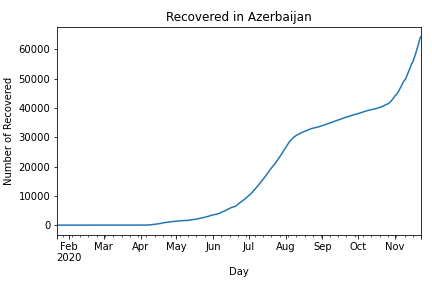 Recovered in Azerbaijan
Number of Recovered
60000
50000
40000
30000
20000
10000
0
Feb Mar Apr May Jun Jul Aug Sep Oct Nov
2020
Day